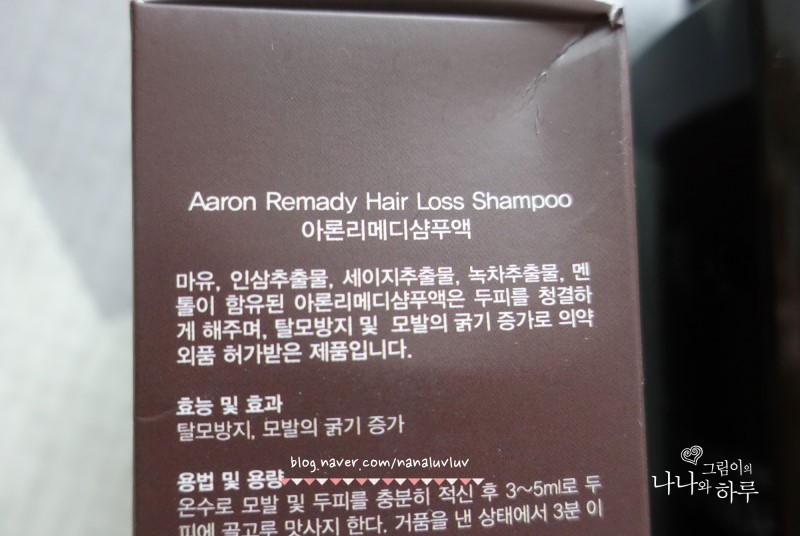 Aaron Remady Hair Loss Shampoo
아론리메디샴푸액
마유, 인삼추출물, 세이지추출물, 녹차추출물, 멘
톨이 함유된 아론리메디샴푸액은 두피를 청결하
게 해주며, 탈모방지 및 모발의 굵기 증가로 의약
외품 허가받은 제품입니다.
효능 및 효과
탈모방지, 모발의 굵기 증가
blog.naver.com/nanaluvluv
용법 및 용량
온수로 모발 및 두피를 충분히 적신 후 3~5ml로 두
피에 골고루 맛사지 한다. 거품을 낸 상태에서 3분 이
그림이의
나나와 하루